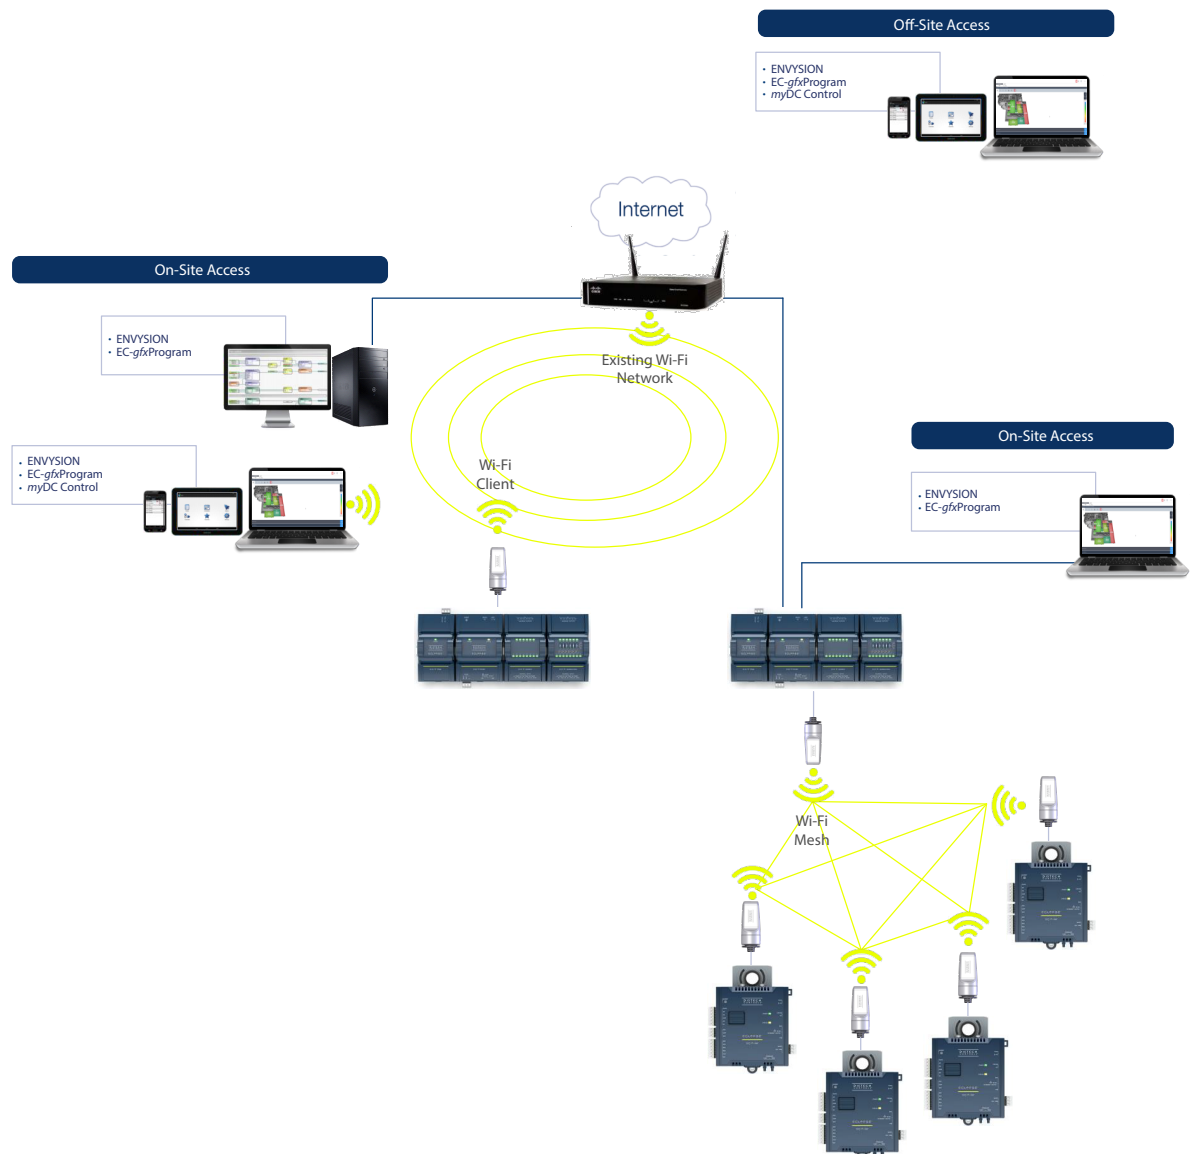 Off-Site Access
• ENVYSION
• EC-gfxProgram
• myDC Control
Internet
On-Site Access
• ENVYSION
• EC-gfxProgram
Existing Wi-Fi
Network
On-Site Access
• ENVYSION
• EC-gfxProgram
• myDC Control
Wi-Fi
Client
• ENVYSION
• EC-gfxProgram
Wi-Fi
Mesh